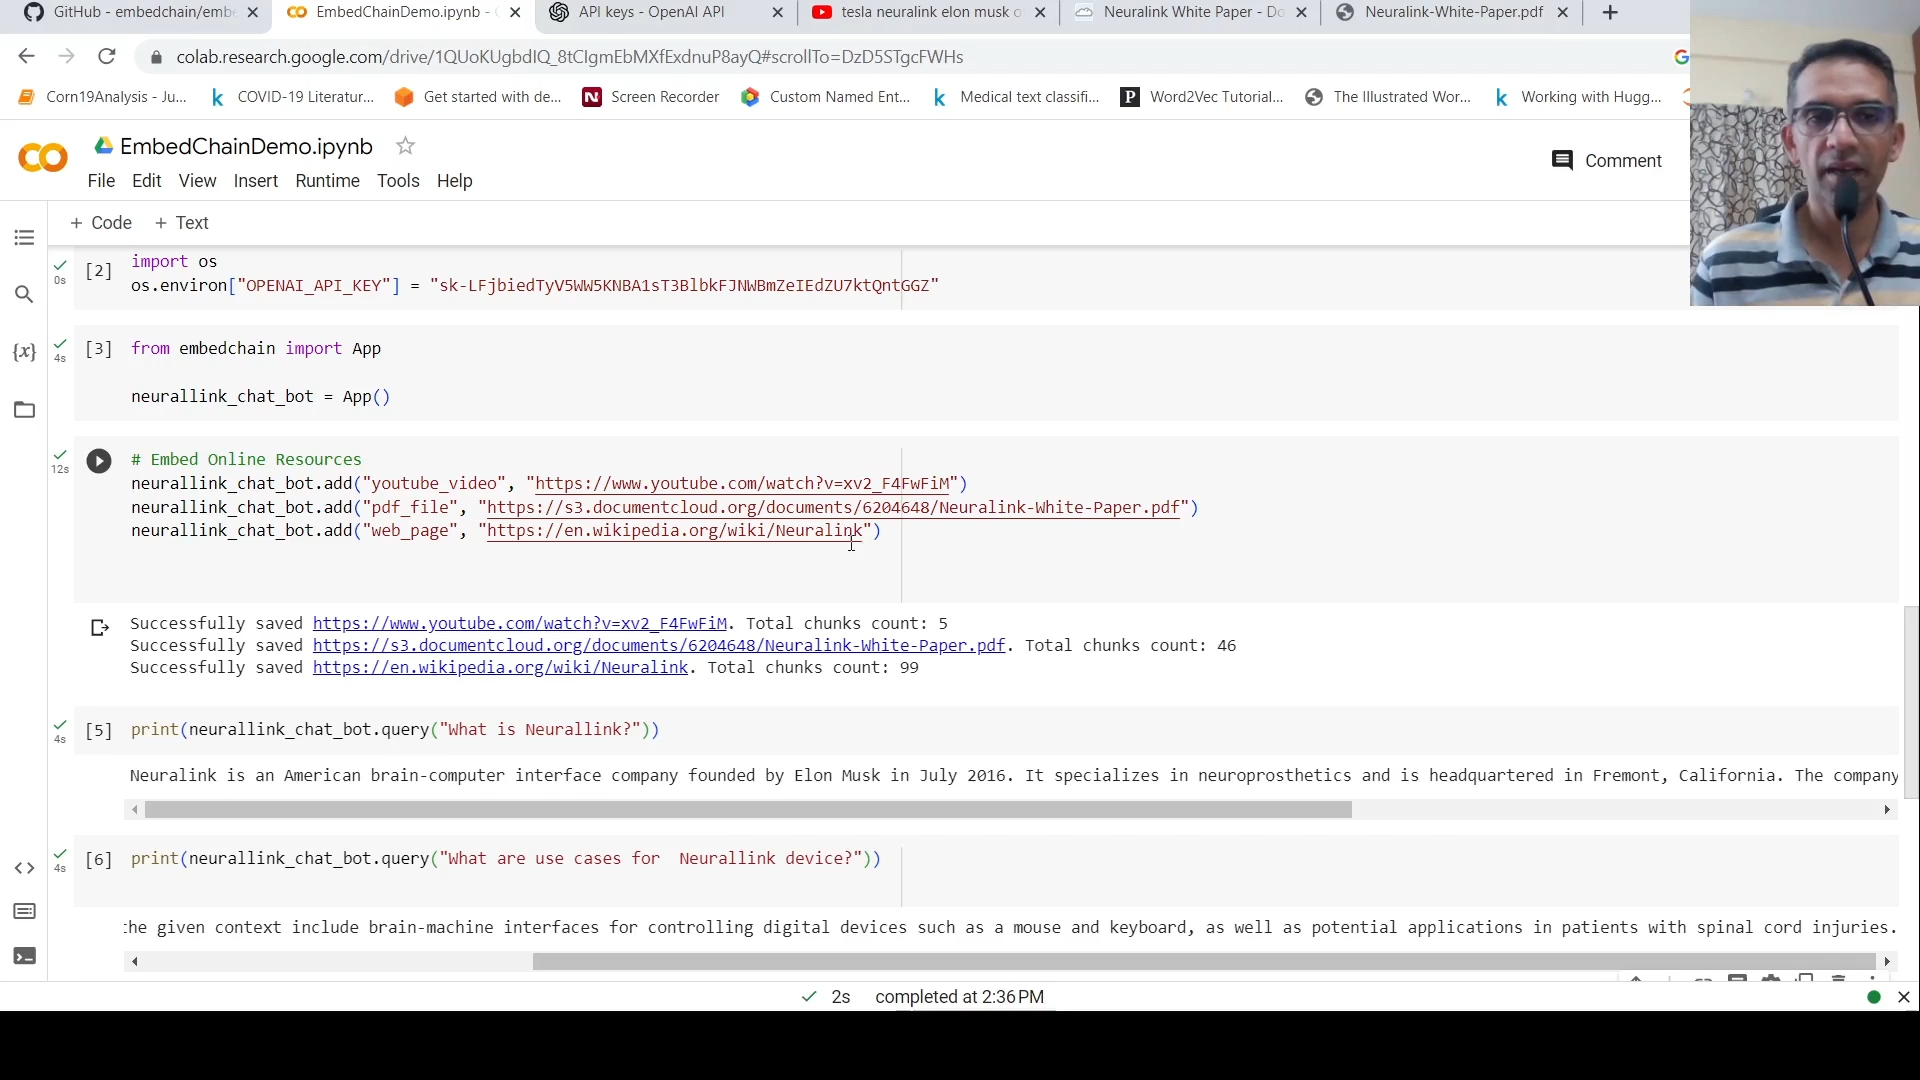 GitHub - embedchain/embe
EmbedChainDemo.ipynb - C
API keys - OpenAI API
tesla neuralink elon musk o
Neural​ink White Paper - Do
Neuralink-White-Paper.pdf
colab.research.google.com/drive/1QUoKUgbdIQ_8tCIgmEbMXfExdnuP8ayQ#scrollTo=DzD5STgcFWHs
Corn19Analysis - Ju...
COVID-19 Literatur...
Get started with de...
Screen Recorder
Custom Named Ent...
Medical text classifi...
Word2Vec Tutorial...
The Illustrated Wor...
Working with Hugg...
EmbedChainDemo.ipynb
Comment
File Edit View Insert Runtime Tools Help
+ Code + Text
[2] import os
0s
os.environ["OPENAI_API_KEY"] = "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"
[3] from embedchain import App
4s
neurallink_chat_bot = App()
# Embed Online Resources
12s
neurallink_chat_bot.add("youtube_video", "https://www.youtube.com/watch?v=xv2_F4FwFiM")
neurallink_chat_bot.add("pdf_file", "https://s3.documentcloud.org/documents/6204648/Neuralink-White-Paper.pdf")
neurallink_chat_bot.add("web_page", "https://en.wikipedia.org/wiki/Neuralink")
Successfully saved https://www.youtube.com/watch?v=xv2_F4FwFiM. Total chunks count: 5
Successfully saved https://s3.documentcloud.org/documents/6204648/Neuralink-White-Paper.pdf. Total chunks count: 46
Successfully saved https://en.wikipedia.org/wiki/Neuralink. Total chunks count: 99
[5] print(neurallink_chat_bot.query("What is Neurallink?"))
4s
Neuralink is an American brain-computer interface company founded by Elon Musk in July 2016. It specializes in neuroprosthetics and is headquartered in Fremont, California. The company
[6] print(neurallink_chat_bot.query("What are use cases for  Neurallink device?"))
4s
the given context include brain-machine interfaces for controlling digital devices such as a mouse and keyboard, as well as potential applications in patients with spinal cord injuries.
2s completed at 2:36 PM